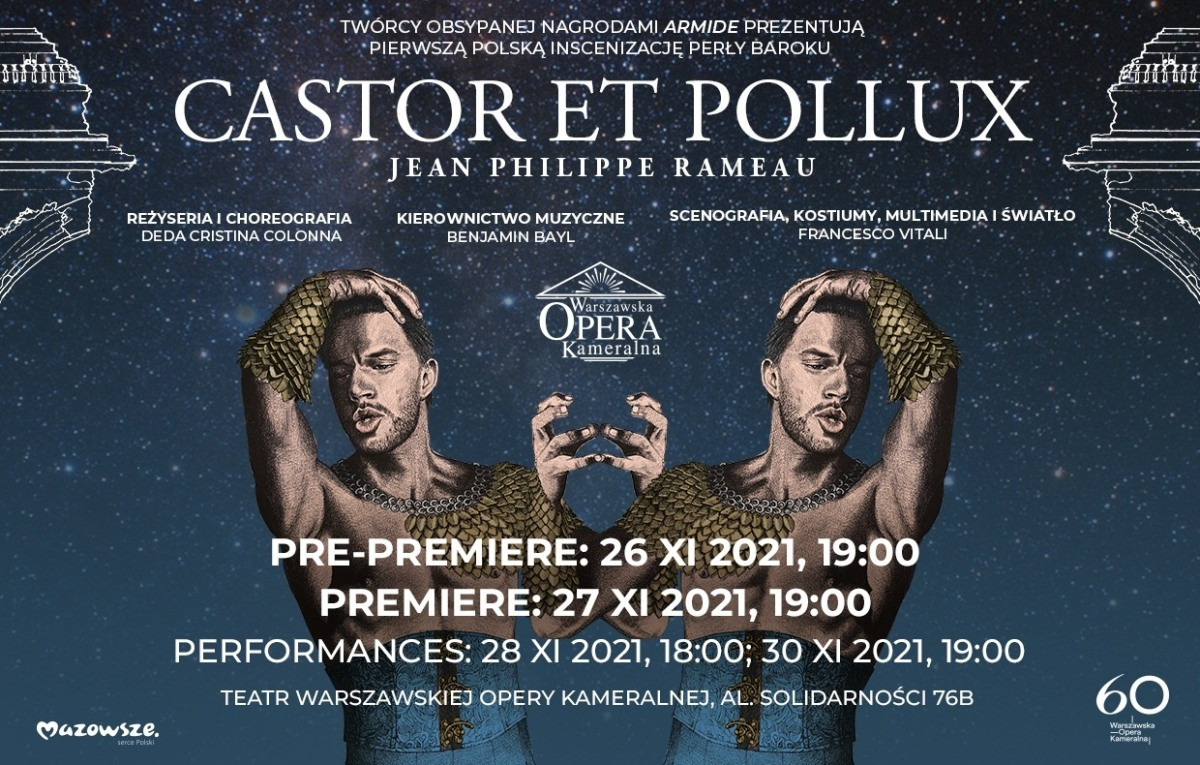 TWÓRCY OBSYPANEJ NAGRODAMI ARMIDE PREZENTUJĄ
PIERWSZĄ POLSKĄ INSCENIZACJĘ PERŁY BAROKU
CASTOR ET POLLUX
JEAN PHILIPPE RAMEAU
REŻYSERIA I CHOREOGRAFIA
DEDA CRISTINA COLONNA
KIEROWNICTWO MUZYCZNE
BENJAMIN BAYL
SCENOGRAFIA, KOSTIUMY, MULTIMEDIA I ŚWIATŁO
FRANCESCO VITALI
Warszawska
OPERA
Kameralna
PRE-PREMIERE: 26 XI 2021, 19:00
PREMIERE: 27 XI 2021, 19:00
PERFORMANCES: 28 XI 2021, 18:00; 30 XI 2021, 19:00
TEATR WARSZAWSKIEJ OPERY KAMERALNEJ, AL. SOLIDARNOŚCI 76B
Mazowsze.
serce Polski
60
Warszawska
Opera
Kameralna